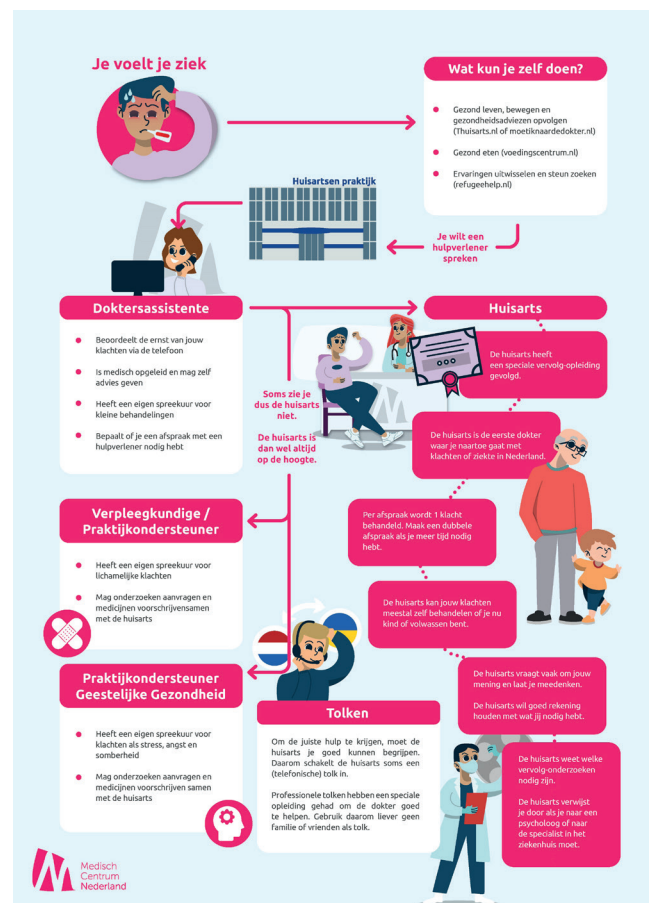 Je voelt je ziek
Wat kun je zelf doen?
Gezond leven, bewegen en
gezondheidsadviezen opvolgen
(Thuisarts.nl of moetiknaardedokter.nl)
Gezond eten (voedingscentrum.nl)
Ervaringen uitwisselen en steun zoeken
(refugeehelp.nl)
Huisartsen praktijk
Je wilt een
hulpverlener
spreken
Doktersassistente
Beoordeelt de ernst van jouw
klachten via de telefoon
Is medisch opgeleid en mag zelf
advies geven
Heeft een eigen spreekuur voor
kleine behandelingen
Bepaalt of je een afspraak met een
hulpverlener nodig hebt
Soms zie je
dus de huisarts
niet.
De huisarts is
dan wel altijd
op de hoogte.
Huisarts
De huisarts heeft
een speciale vervolg-opleiding
gevolgd.
De huisarts is de eerste dokter
waar je naartoe gaat met
klachten of ziekte in Nederland.
Per afspraak wordt 1 klacht
behandeld. Maak een dubbele
afspraak als je meer tijd nodig
hebt.
De huisarts kan jouw klachten
meestal zelf behandelen of je nu
kind of volwassen bent.
De huisarts vraagt vaak om jouw
mening en laat je meedenken.
De huisarts wil goed rekening
houden met wat jij nodig hebt.
De huisarts weet welke
vervolg-onderzoeken
nodig zijn.
De huisarts verwijst
je door als je naar een
psycholoog of naar
de specialist in het
ziekenhuis moet.
Verpleegkundige /
Praktijkondersteuner
Heeft een eigen spreekuur voor
lichamelijke klachten
Mag onderzoeken aanvragen en
medicijnen voorschrijvensamen
met de huisarts
Praktijkondersteuner
Geestelijke Gezondheid
Heeft een eigen spreekuur voor
klachten als stress, angst en
somberheid
Mag onderzoeken aanvragen en
medicijnen voorschrijven samen
met de huisarts
Tolken
Om de juiste hulp te krijgen, moet de
huisarts je goed kunnen begrijpen.
Daarom schakelt de huisarts soms een
(telefonische) tolk in.
Professionele tolken hebben een speciale
opleiding gehad om de dokter goed
te helpen. Gebruik daarom liever geen
familie of vrienden als tolk.
Medisch
Centrum
Nederland